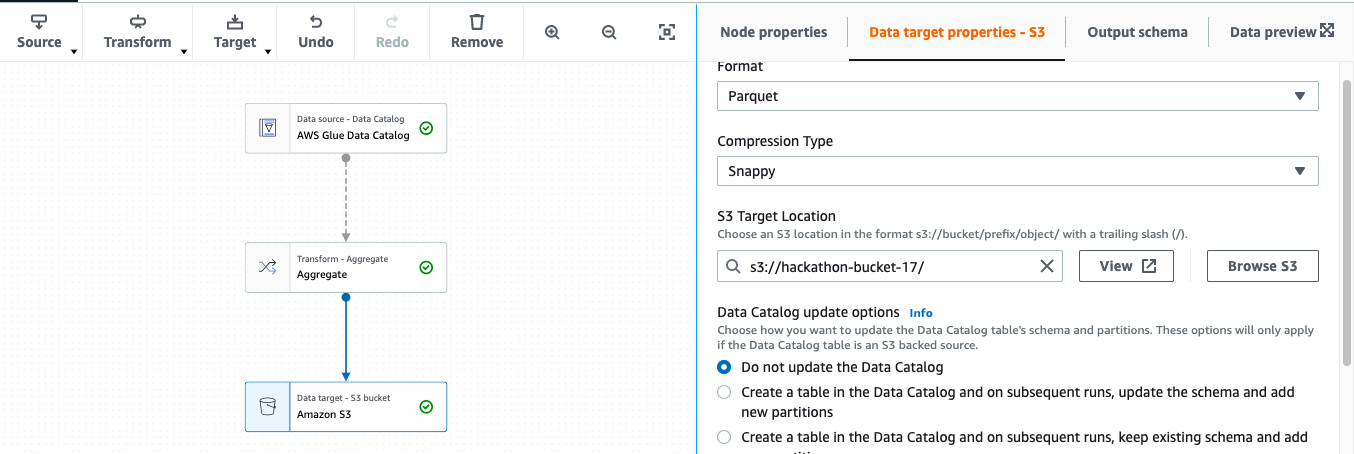 Source
Transform
Target
Undo
Redo
Remove
Data source - Data Catalog
AWS Glue Data Catalog
Transform - Aggregate
Aggregate
Data target - S3 bucket
Amazon S3
Node properties
Data target properties - S3
Output schema
Data preview
Format
Parquet
Compression Type
Snappy
S3 Target Location
Choose an S3 location in the format s3://bucket/prefix/object/ with a trailing slash (/).
s3://hackathon-bucket-17/
View
Browse S3
Data Catalog update options Info
Choose how you want to update the Data Catalog table's schema and partitions. These options will only apply
if the Data Catalog table is an S3 backed source.
Do not update the Data Catalog
Create a table in the Data Catalog and on subsequent runs, update the schema and add
new partitions
Create a table in the Data Catalog and on subsequent runs, keep existing schema and add